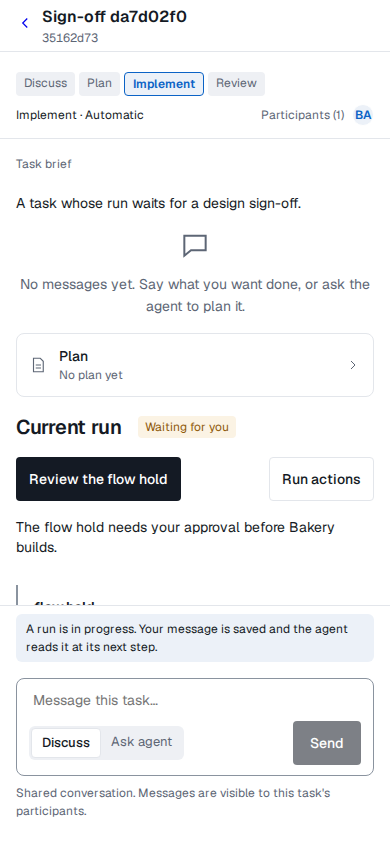 Sign-off da7d02f0
35162d73
Discuss Plan Implement Review
Implement · Automatic Participants (1) BA
Task brief
A task whose run waits for a design sign-off.
No messages yet. Say what you want done, or ask the
agent to plan it.
Plan
No plan yet
Current run Waiting for you
Review the flow hold Run actions
The flow hold needs your approval before Bakery
builds.
flow hold
A run is in progress. Your message is saved and the agent
reads it at its next step.
Message this task...
Discuss Ask agent Send
Shared conversation. Messages are visible to this task's
participants.